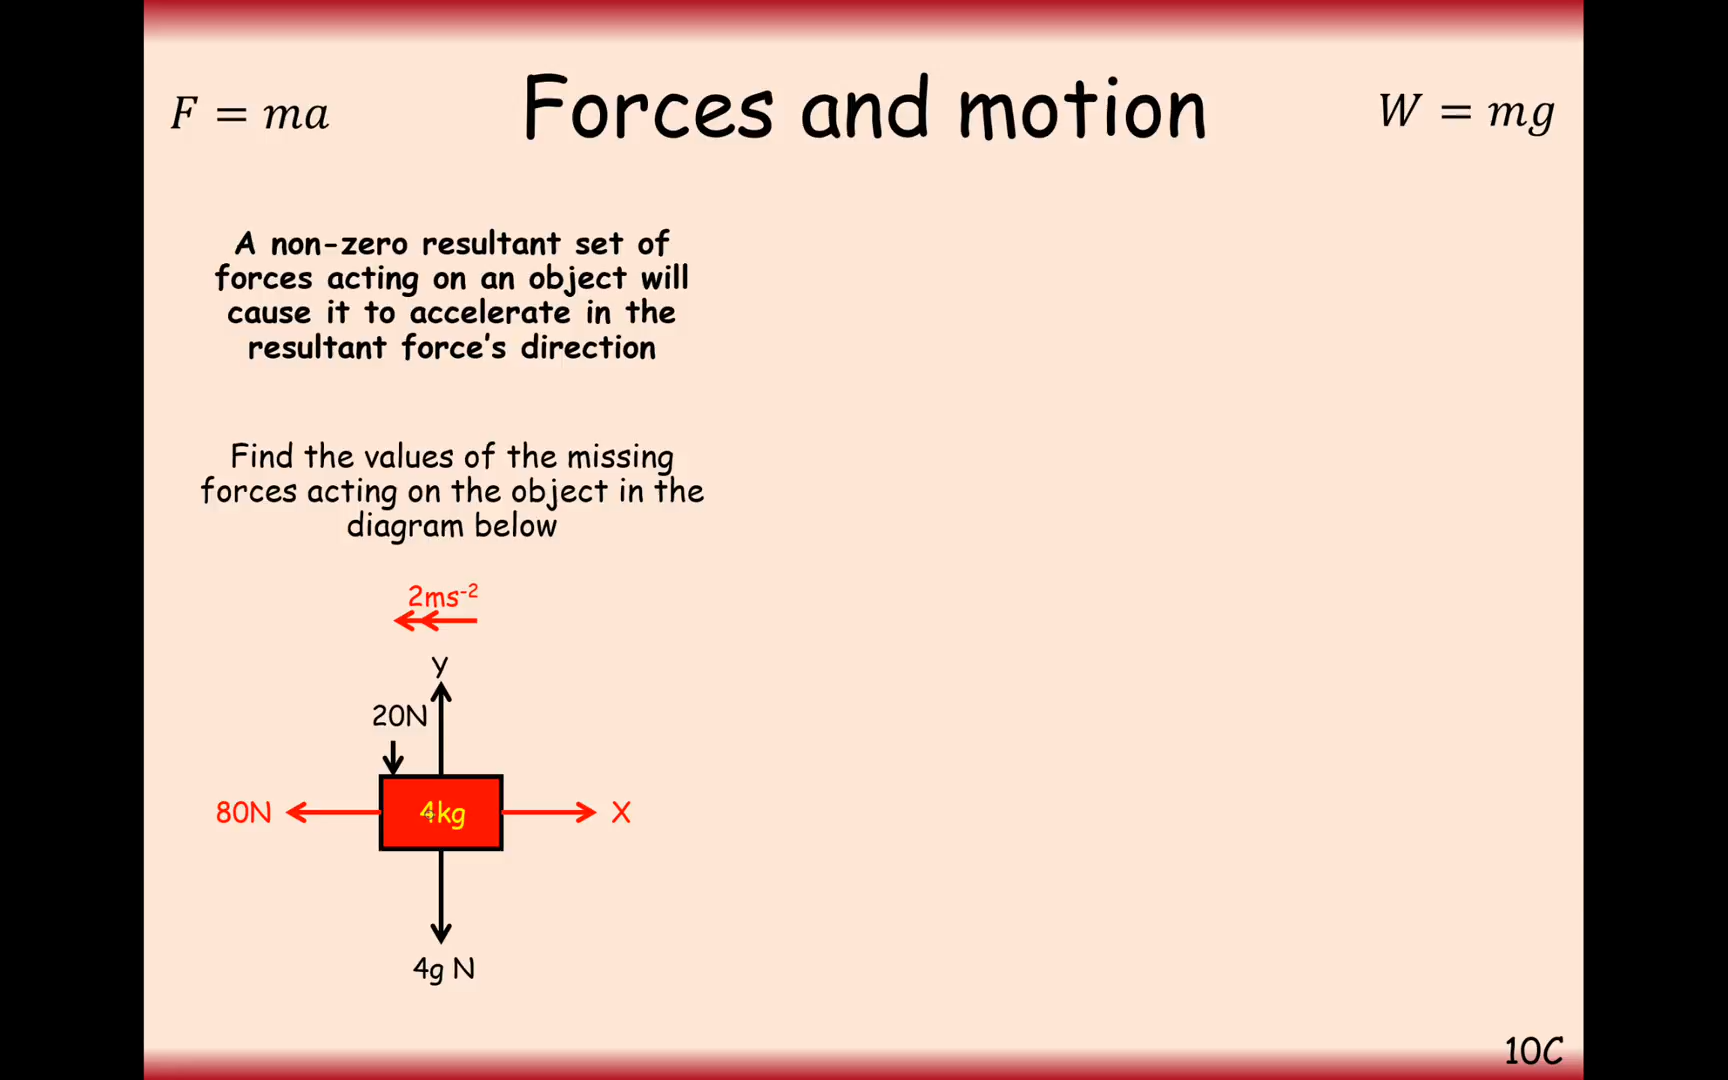 F = ma
Forces and motion
W = mg
A non-zero resultant set of
forces acting on an object will
cause it to accelerate in the
resultant force's direction
Find the values of the missing
forces acting on the object in the
diagram below
2ms⁻²
y
20N
80N
4kg
X
4g N
10C